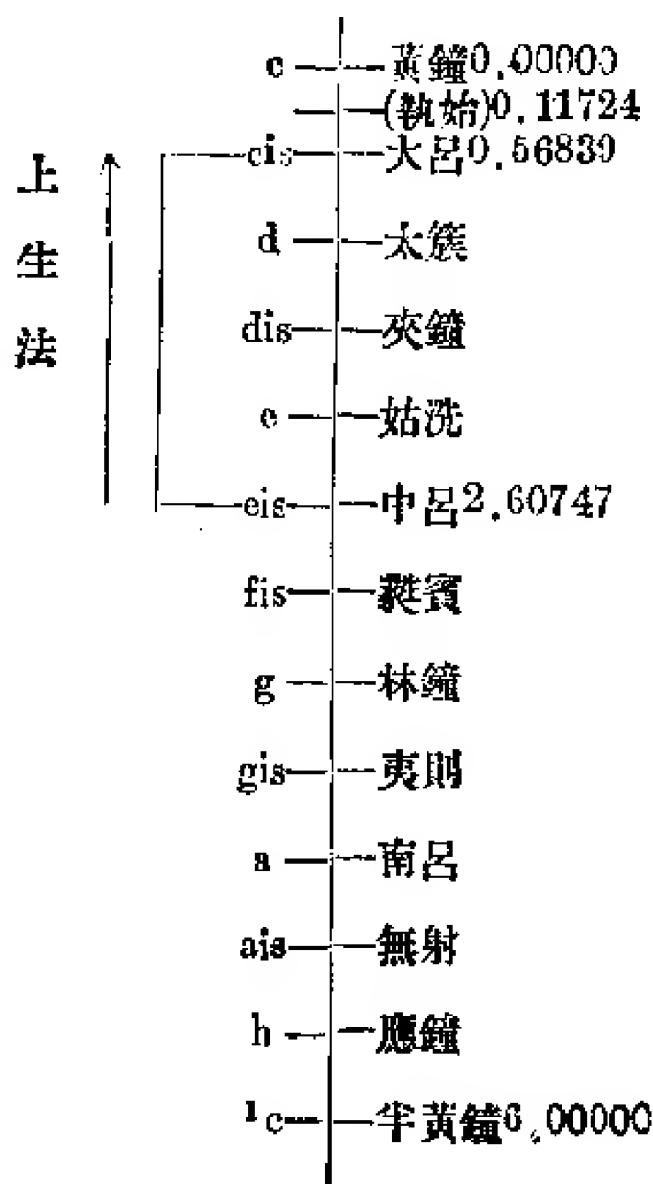 c 黃鐘0.00000
(執始)0.11724
cis 大呂0.56839
d 太簇
dis 夾鐘
e 姑洗
eis 中呂2.60747
fis 蕤賓
g 林鐘
gis 夷則
a 南呂
ais 無射
h 應鐘
¹c 半黃鐘6.00000
上生法